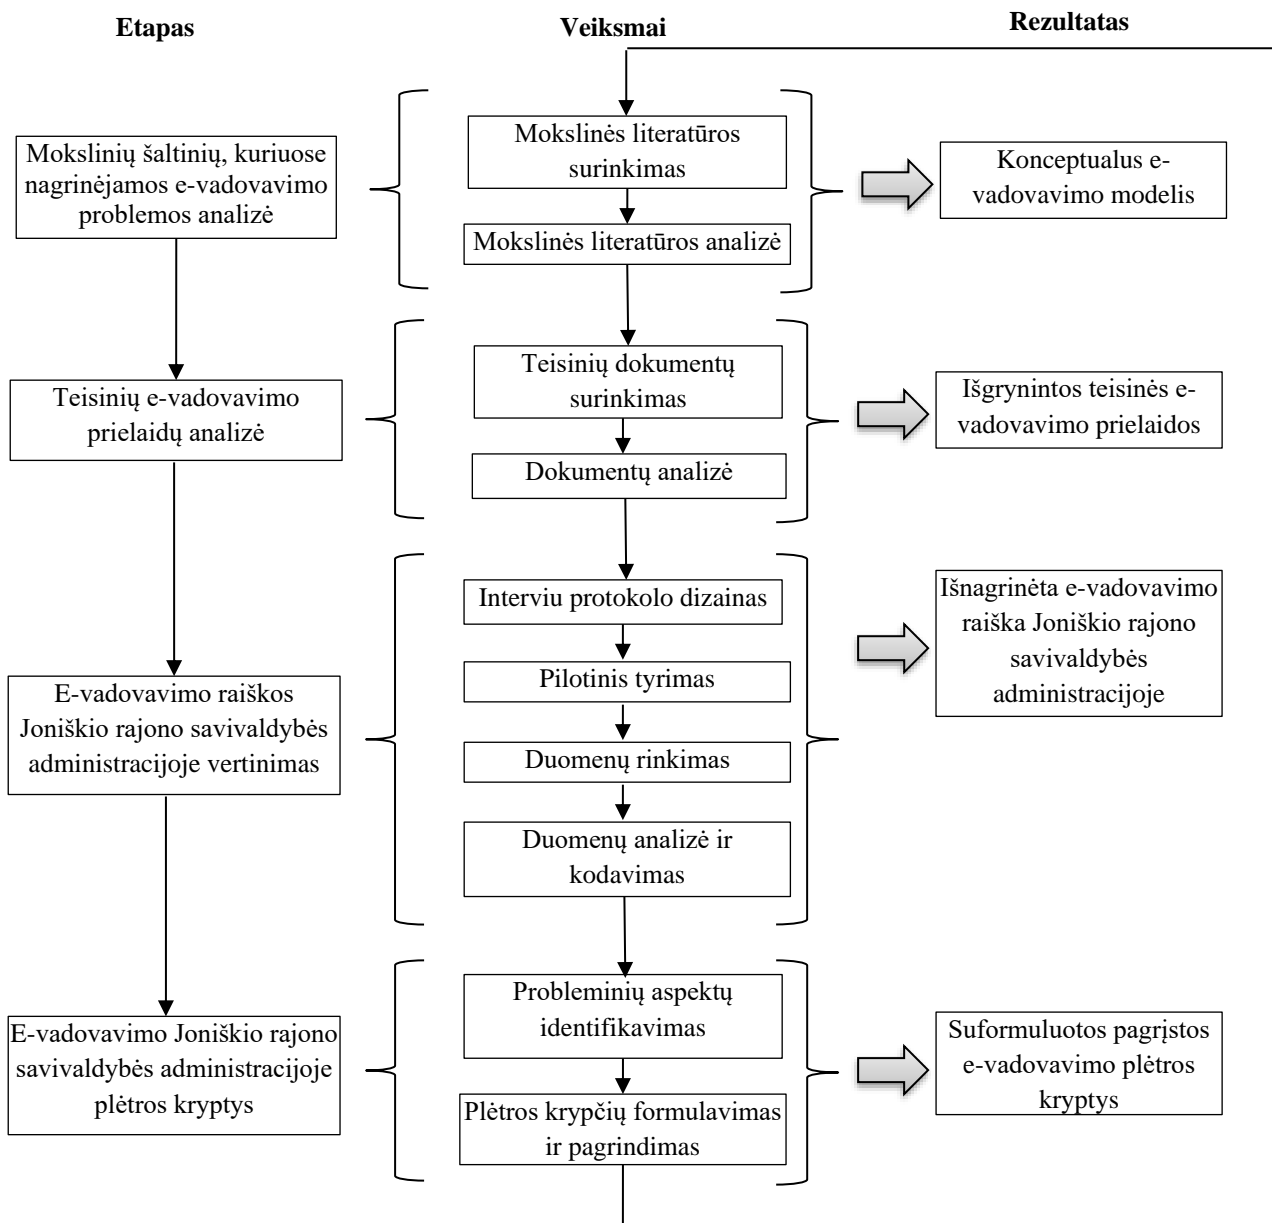 Etapas
Veiksmai
Rezultatas
Mokslinių šaltinių, kuriuose
nagrinėjamos e-vadovavimo
problemos analizė
Mokslinės literatūros
surinkimas
Mokslinės literatūros analizė
Konceptualus e-
vadovavimo modelis
Teisinių e-vadovavimo
prielaidų analizė
Teisinių dokumentų
surinkimas
Dokumentų analizė
Išgrynintos teisinės e-
vadovavimo prielaidos
E-vadovavimo raiškos
Joniškio rajono savivaldybės
administracijoje vertinimas
Interviu protokolo dizainas
Pilotinis tyrimas
Duomenų rinkimas
Duomenų analizė ir
kodavimas
Išnagrinėta e-vadovavimo
raiška Joniškio rajono
savivaldybės
administracijoje
E-vadovavimo Joniškio rajono
savivaldybės administracijoje
plėtros kryptys
Probleminių aspektų
identifikavimas
Plėtros krypčių formulavimas
ir pagrindimas
Suformuluotos pagrįstos
e-vadovavimo plėtros
kryptys